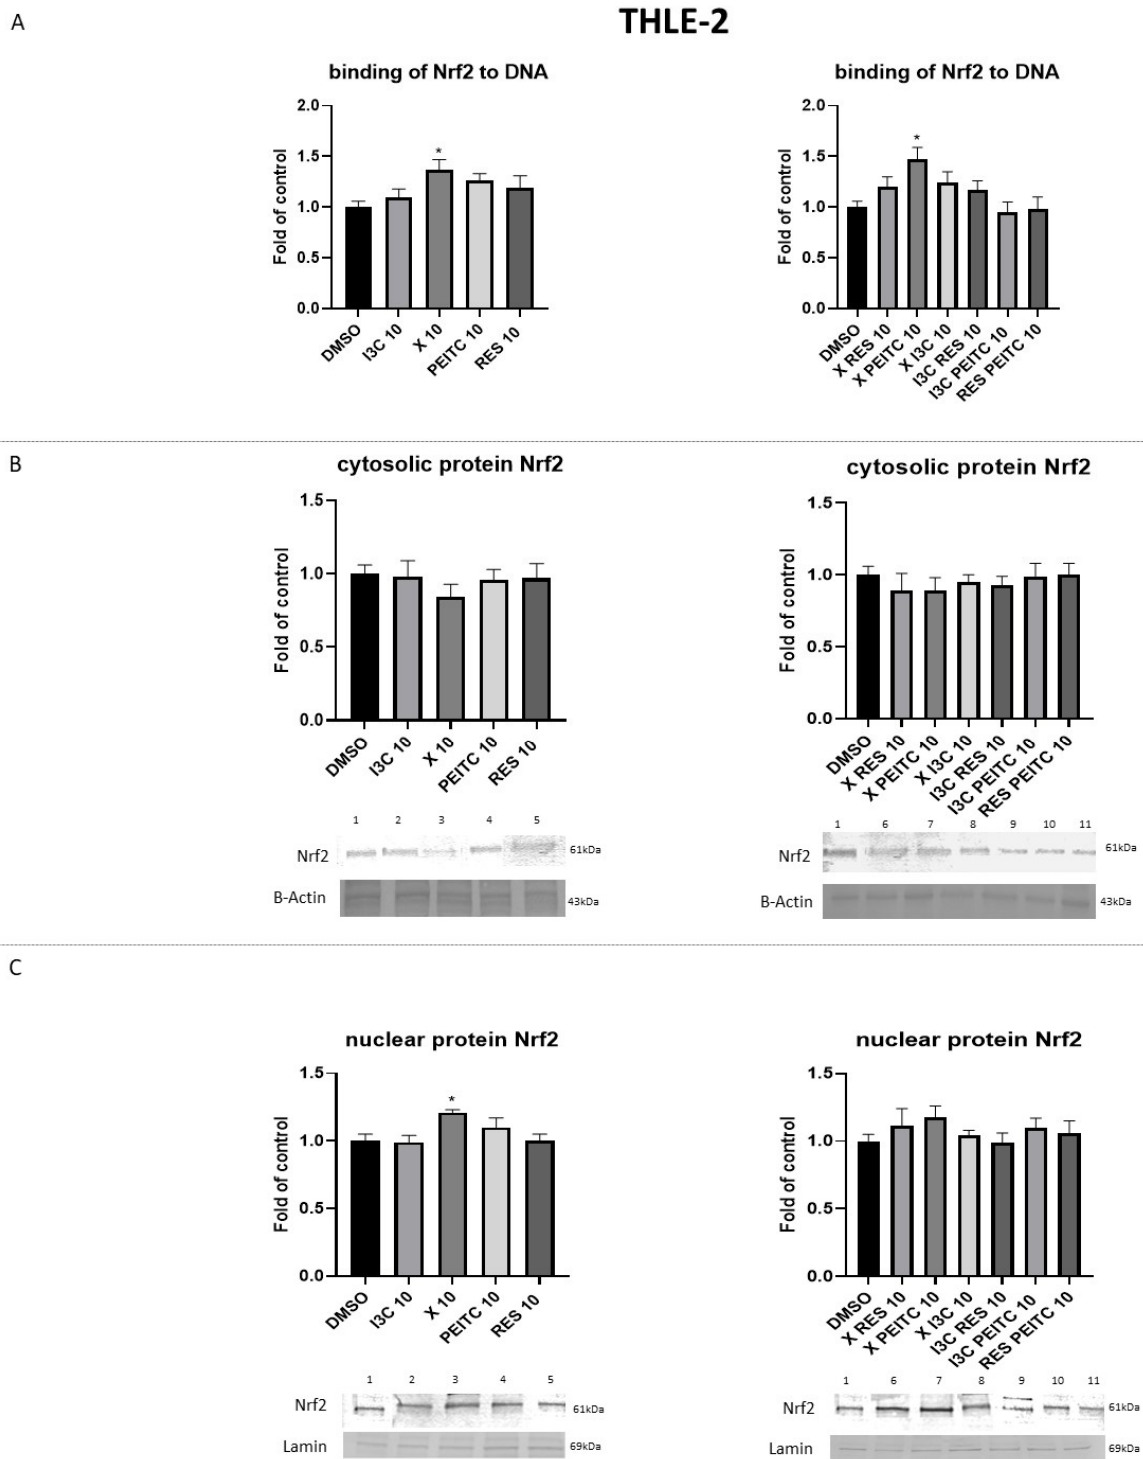 A
THLE-2
binding of Nrf2 to DNA
Fold of control
2.0
1.5
1.0
0.5
0.0
DMSO
I3C 10
X 10
PEITC 10
RES 10
*
binding of Nrf2 to DNA
Fold of control
2.0
1.5
1.0
0.5
0.0
DMSO
X RES 10
X PEITC 10
X I3C 10
I3C RES 10
I3C PEITC 10
RES PEITC 10
*
B
cytosolic protein Nrf2
Fold of control
1.5
1.0
0.5
0.0
DMSO
I3C 10
X 10
PEITC 10
RES 10
1 2 3 4 5
Nrf2 61kDa
B-Actin 43kDa
cytosolic protein Nrf2
Fold of control
1.5
1.0
0.5
0.0
DMSO
X RES 10
X PEITC 10
X I3C 10
I3C RES 10
I3C PEITC 10
RES PEITC 10
1 6 7 8 9 10 11
Nrf2 61kDa
B-Actin 43kDa
C
nuclear protein Nrf2
Fold of control
1.5
1.0
0.5
0.0
DMSO
I3C 10
X 10
PEITC 10
RES 10
*
1 2 3 4 5
Nrf2 61kDa
Lamin 69kDa
nuclear protein Nrf2
Fold of control
1.5
1.0
0.5
0.0
DMSO
X RES 10
X PEITC 10
X I3C 10
I3C RES 10
I3C PEITC 10
RES PEITC 10
1 6 7 8 9 10 11
Nrf2 61kDa
Lamin 69kDa